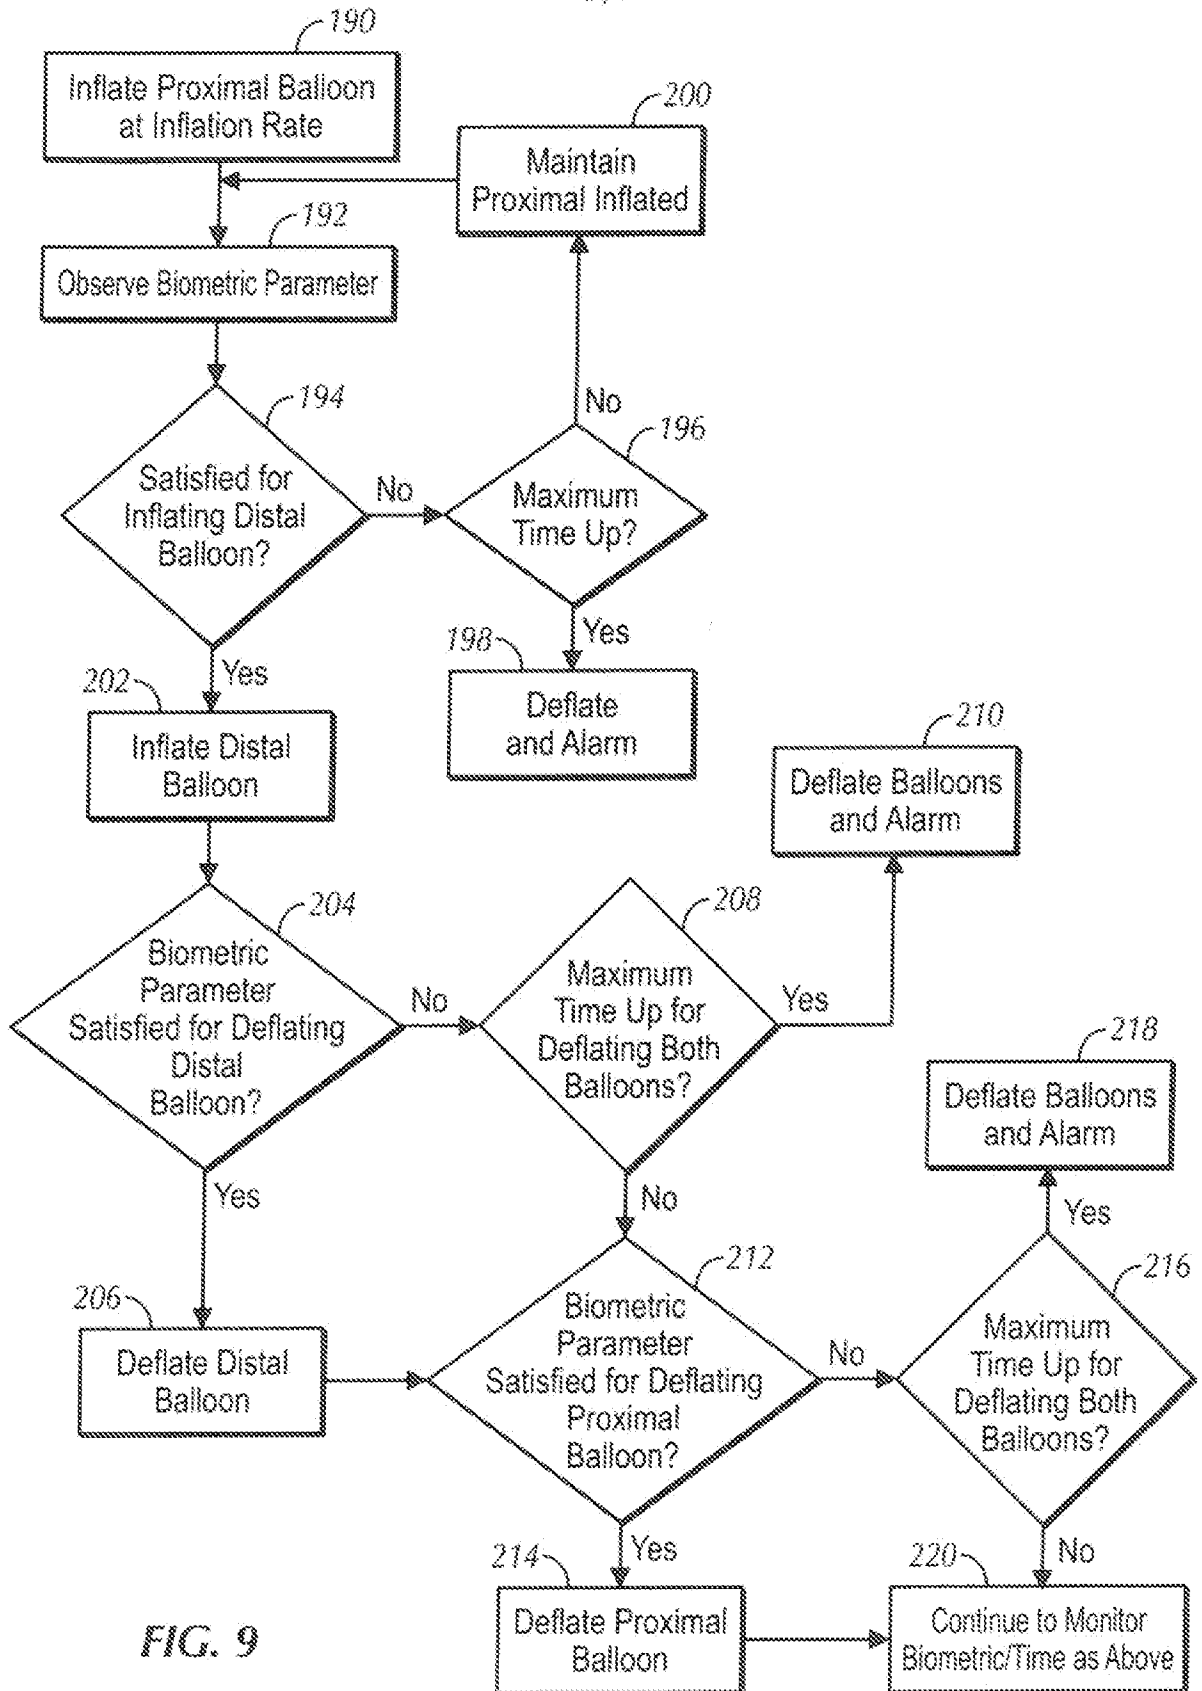 190
Inflate Proximal Balloon
at Inflation Rate
200
Maintain
Proximal Inflated
192
Observe Biometric Parameter
194
Satisfied for
Inflating Distal
Balloon?
No
No
196
Maximum
Time Up?
Yes
198
Deflate
and Alarm
Yes
202
Inflate Distal
Balloon
210
Deflate Balloons
and Alarm
204
Biometric
Parameter
Satisfied for Deflating
Distal
Balloon?
No
208
Maximum
Time Up for
Deflating Both
Balloons?
Yes
218
Deflate Balloons
and Alarm
Yes
No
Yes
206
Deflate Distal
Balloon
212
Biometric
Parameter
Satisfied for Deflating
Proximal
Balloon?
No
216
Maximum
Time Up for
Deflating Both
Balloons?
Yes
No
214
Deflate Proximal
Balloon
220
Continue to Monitor
Biometric/Time as Above
FIG. 9